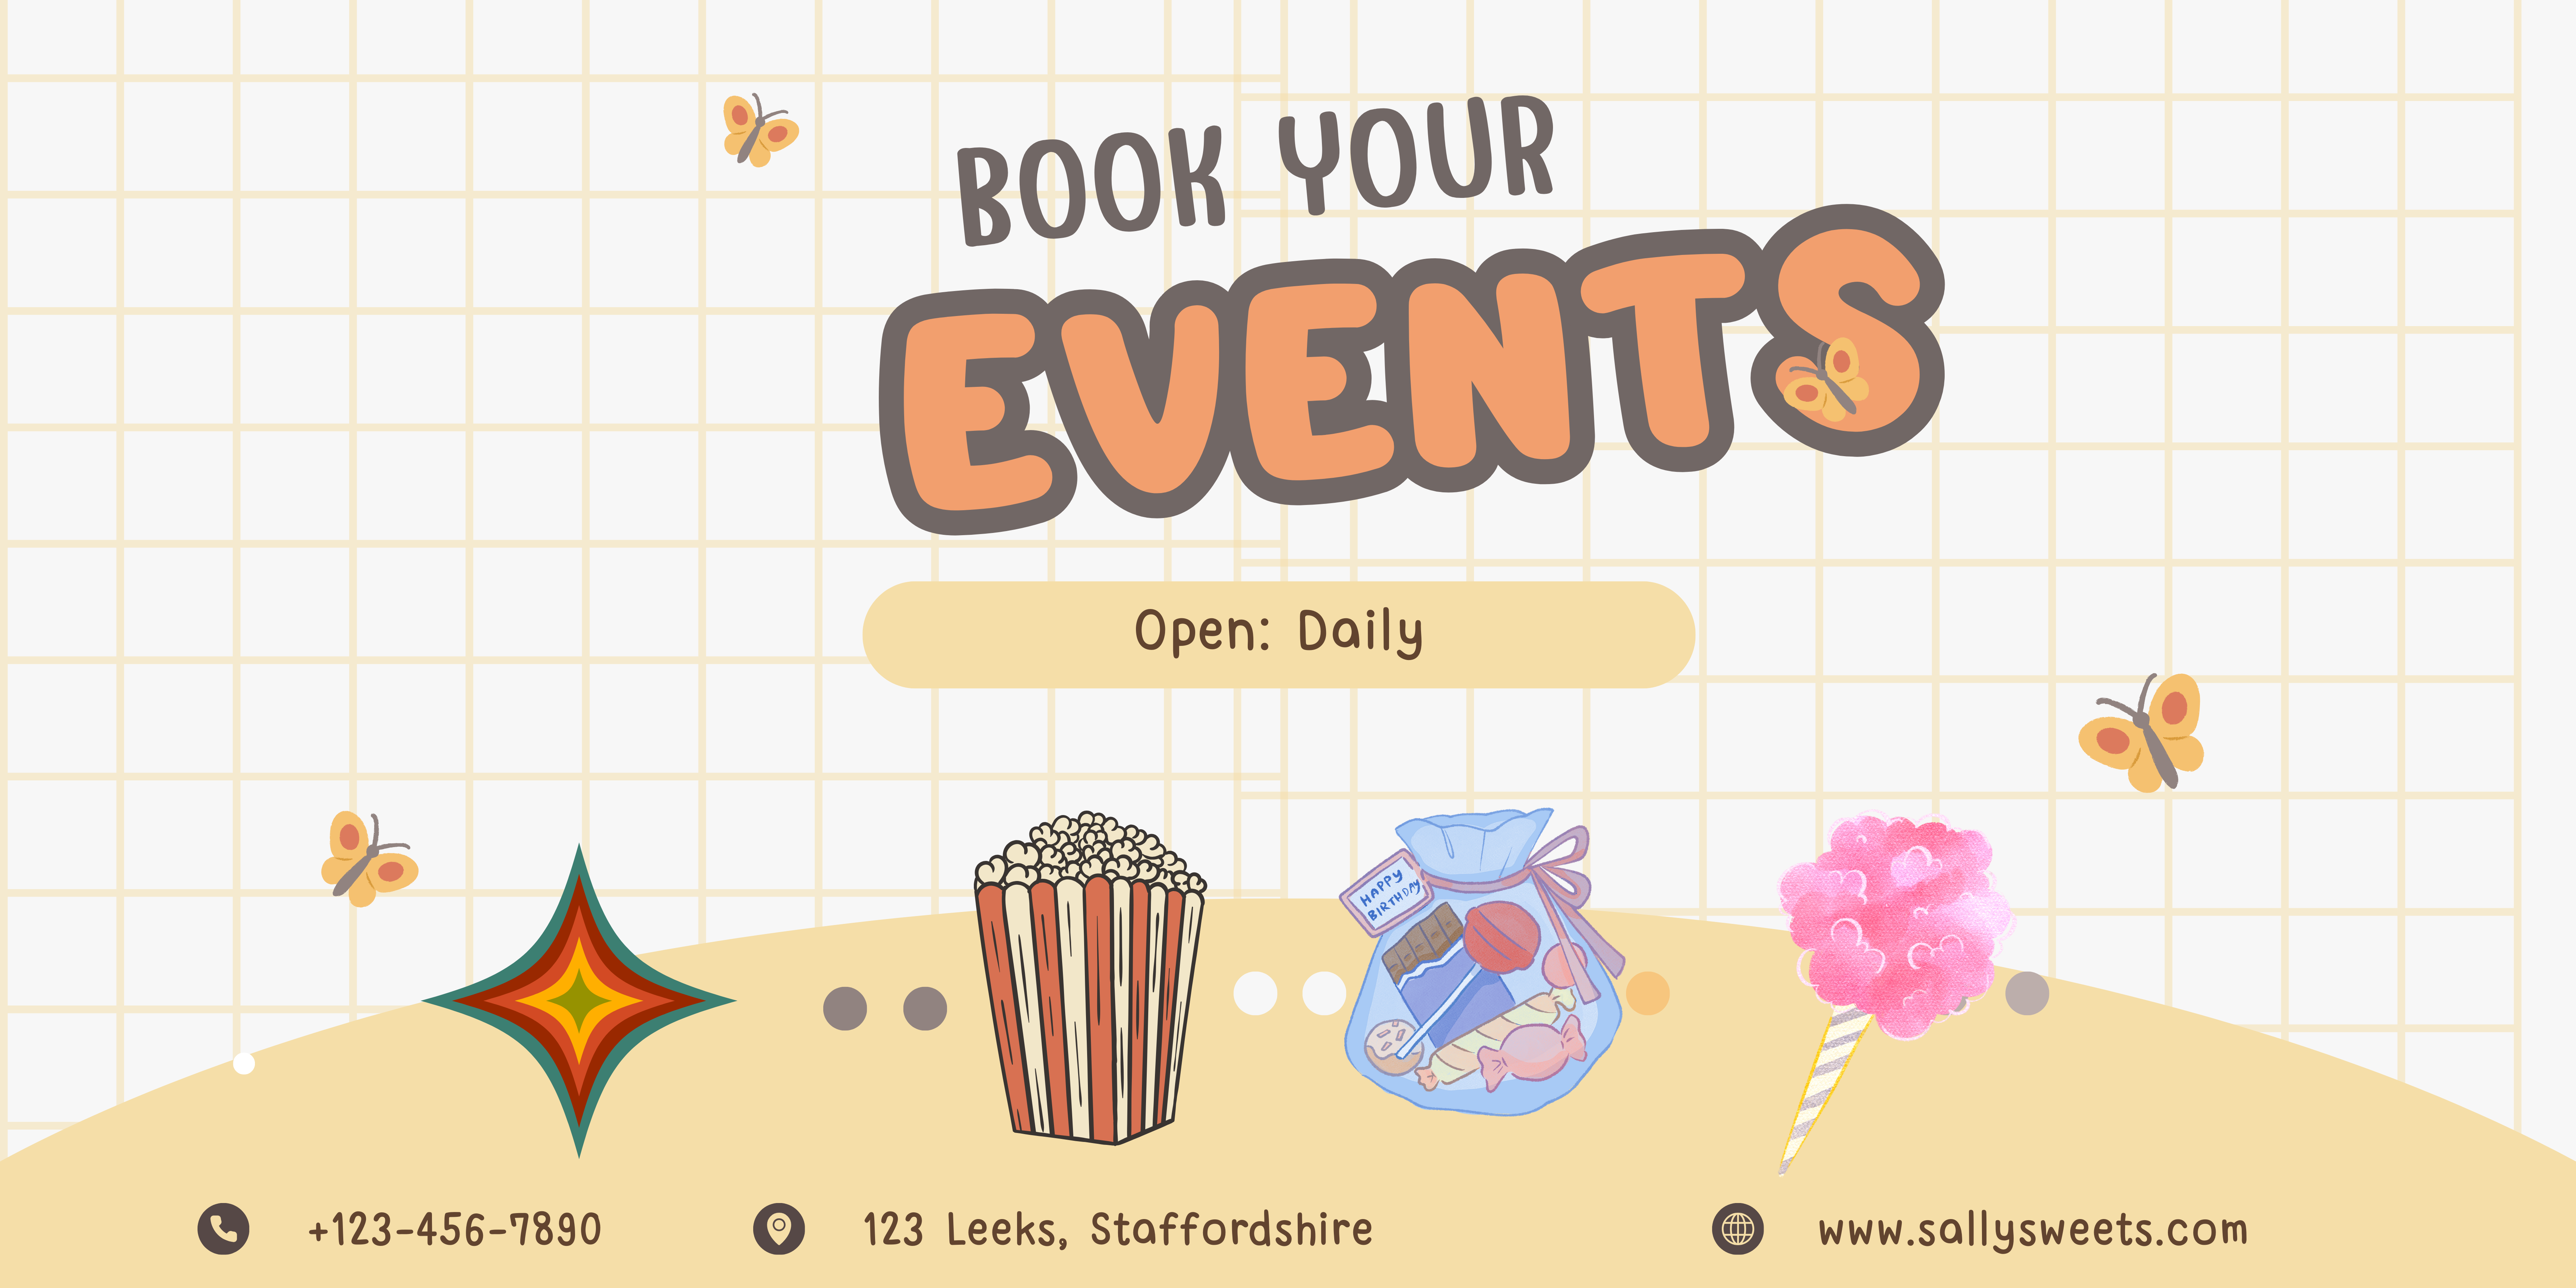 BOOK YOUR
EVENTS
Open: Daily
HAPPY
BIRTHDAY
+123-456-7890
123 Leeks, Staffordshire
www.sallysweets.com